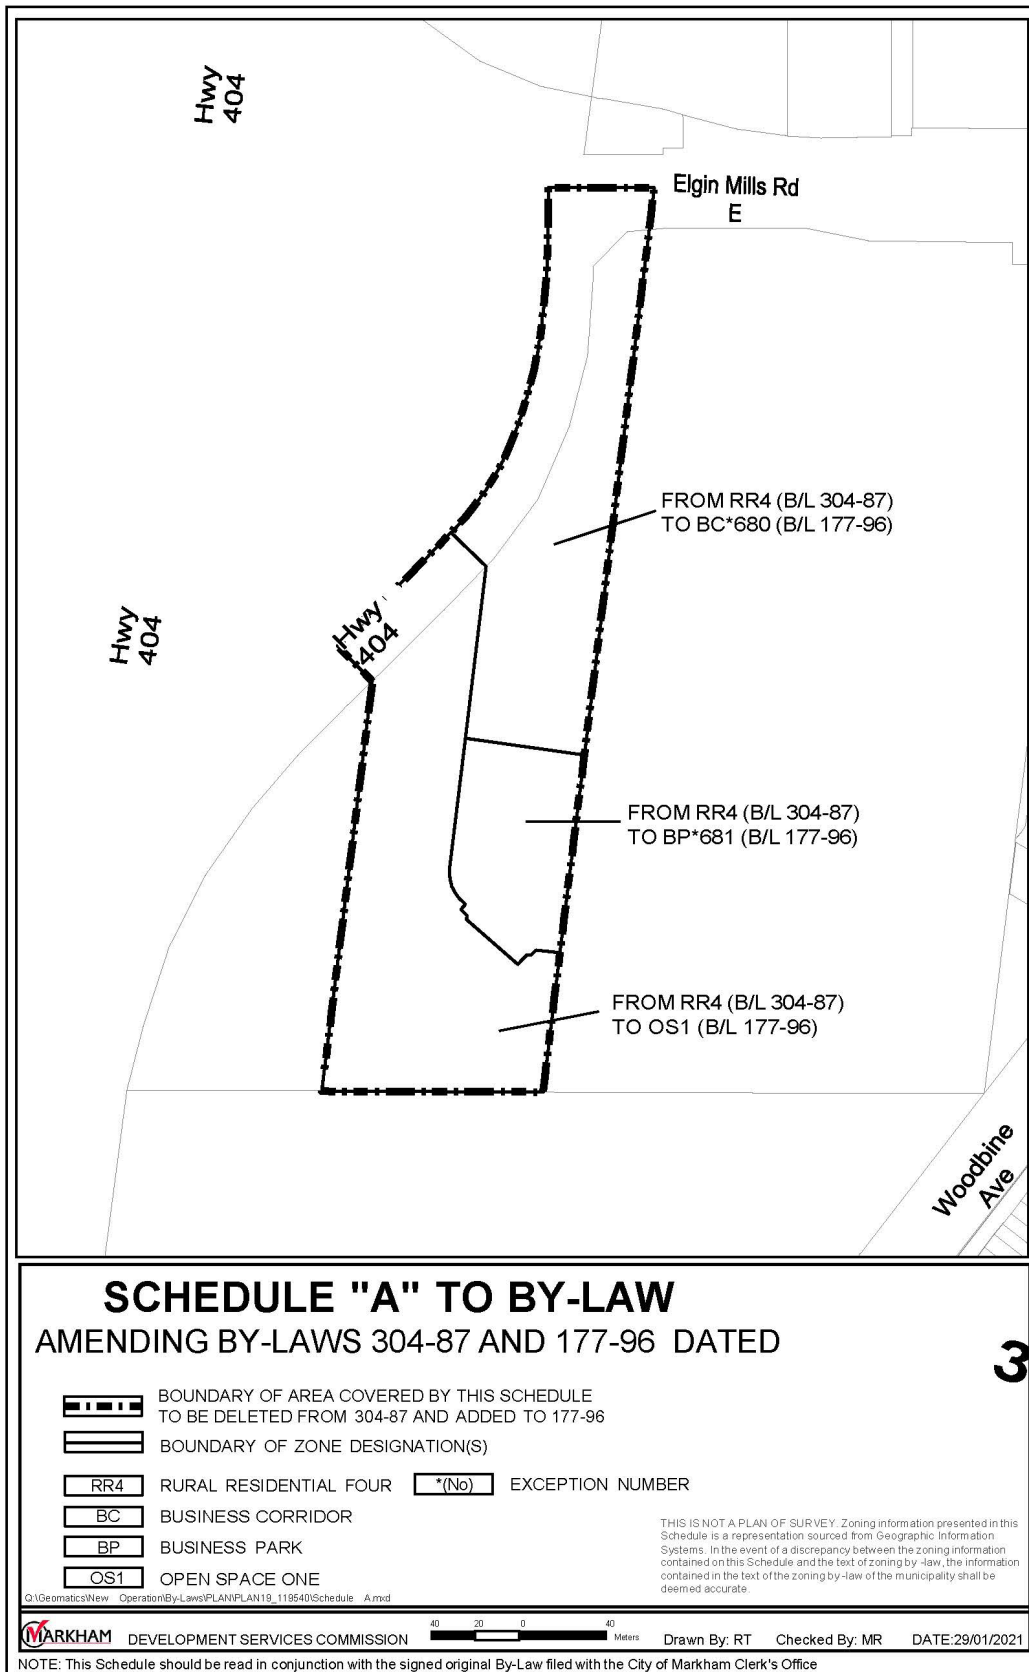 Hwy
404
Elgin Mills Rd
E
FROM RR4 (B/L 304-87)
TO BC*680 (B/L 177-96)
Hwy
404
Hwy
404
FROM RR4 (B/L 304-87)
TO BP*681 (B/L 177-96)
FROM RR4 (B/L 304-87)
TO OS1 (B/L 177-96)
Woodbine
Ave
SCHEDULE "A" TO BY-LAW
AMENDING BY-LAWS 304-87 AND 177-96 DATED
3
BOUNDARY OF AREA COVERED BY THIS SCHEDULE
TO BE DELETED FROM 304-87 AND ADDED TO 177-96
BOUNDARY OF ZONE DESIGNATION(S)
RR4 RURAL RESIDENTIAL FOUR *(No) EXCEPTION NUMBER
BC BUSINESS CORRIDOR
BP BUSINESS PARK
OS1 OPEN SPACE ONE
THIS IS NOT A PLAN OF SURVEY. Zoning information presented in this
Schedule is a representation sourced from Geographic Information
Systems. In the event of a discrepancy between the zoning information
contained on this Schedule and the text of zoning by -law, the information
contained in the text of the zoning by-law of the municipality shall be
deemed accurate.
Q:\Geomatics\New Operation\By-Laws\PLAN\PLAN19_119540\Schedule A.mxd
MARKHAM DEVELOPMENT SERVICES COMMISSION 40 20 0 40 Meters Drawn By: RT Checked By: MR DATE:29/01/2021
NOTE: This Schedule should be read in conjunction with the signed original By-Law filed with the City of Markham Clerk's Office